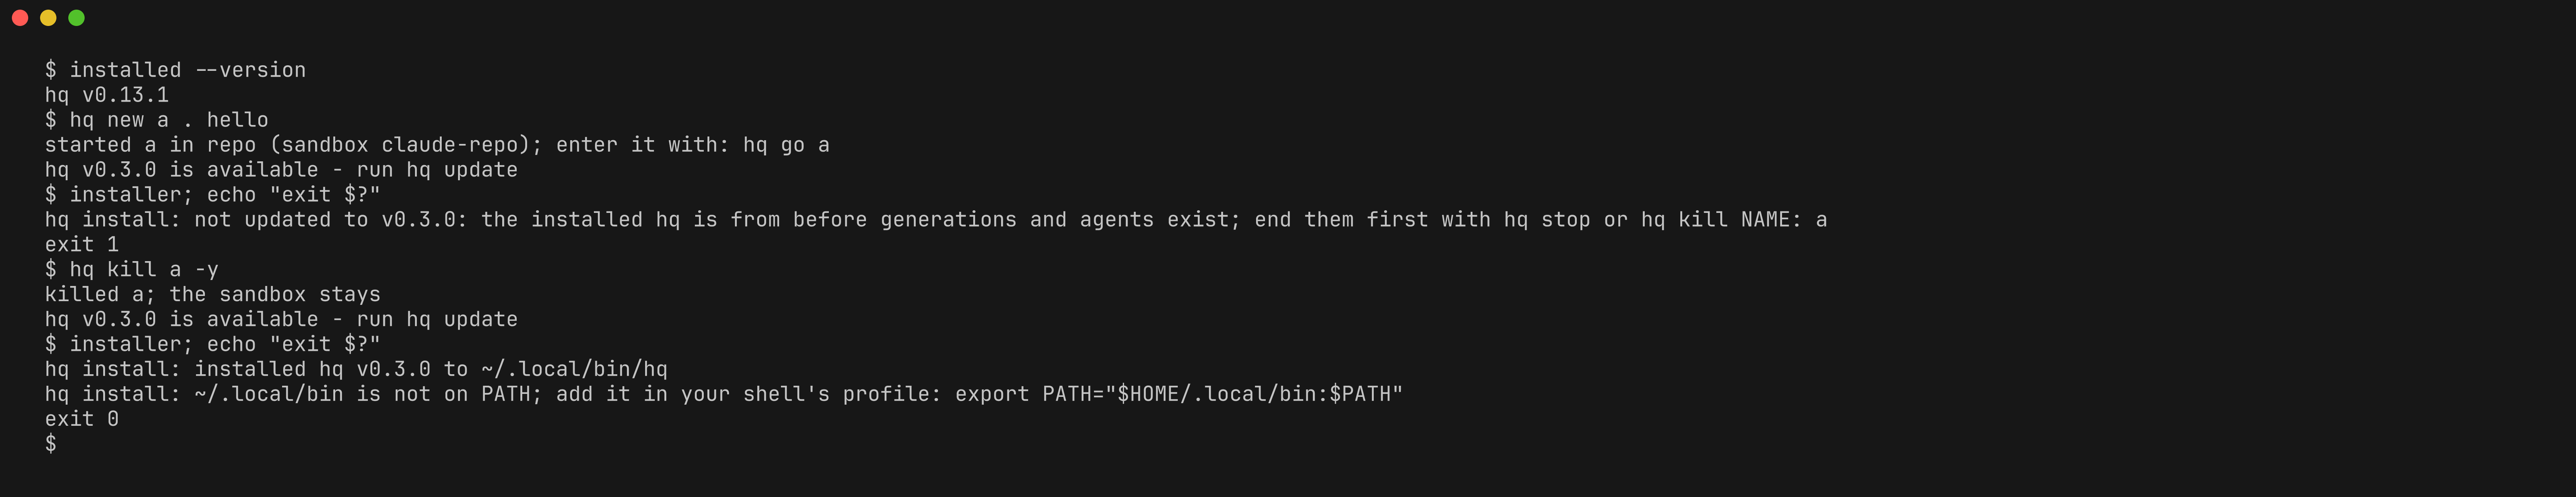 $ installed --version
hq v0.13.1
$ hq new a . hello
started a in repo (sandbox claude-repo); enter it with: hq go a
hq v0.3.0 is available - run hq update
$ installer; echo "exit $?"
hq install: not updated to v0.3.0: the installed hq is from before generations and agents exist; end them first with hq stop or hq kill NAME: a
exit 1
$ hq kill a -y
killed a; the sandbox stays
hq v0.3.0 is available - run hq update
$ installer; echo "exit $?"
hq install: installed hq v0.3.0 to ~/.local/bin/hq
hq install: ~/.local/bin is not on PATH; add it in your shell's profile: export PATH="$HOME/.local/bin:$PATH"
exit 0
$